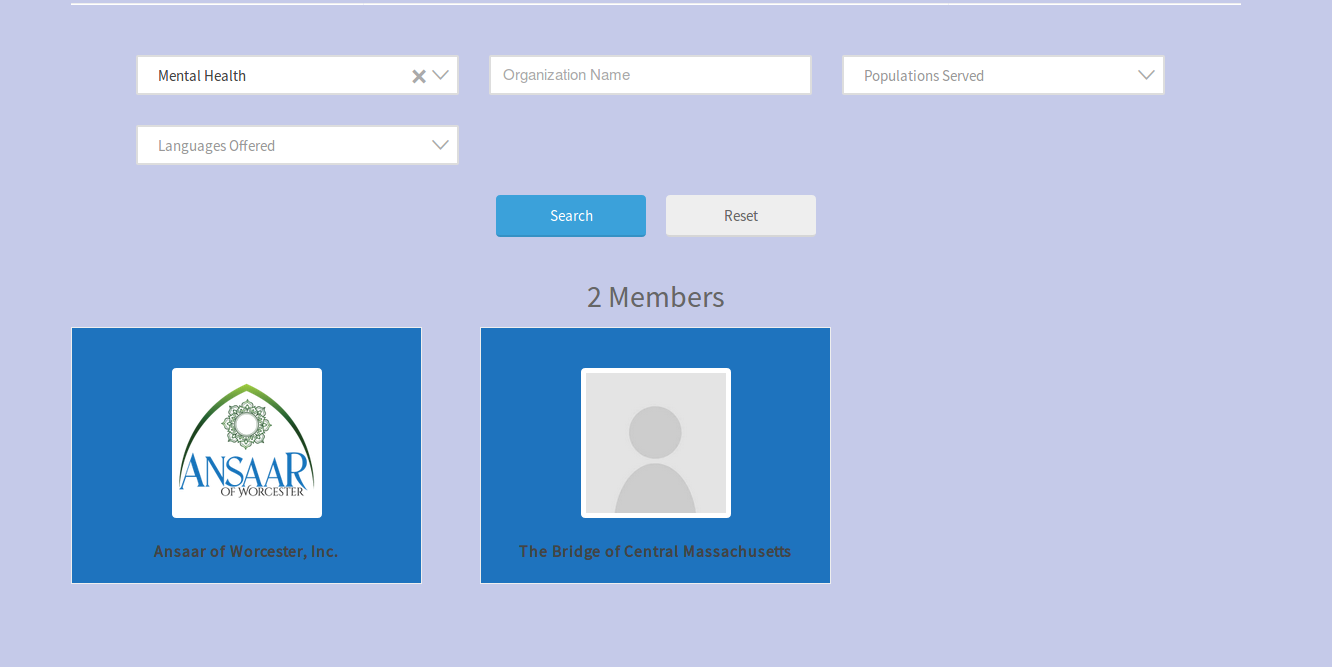 Mental Health
Organization Name
Populations Served
Languages Offered
Search
Reset
2 Members
ANSAAR
OF WORCESTER
Ansaar of Worcester, Inc.
The Bridge of Central Massachusetts